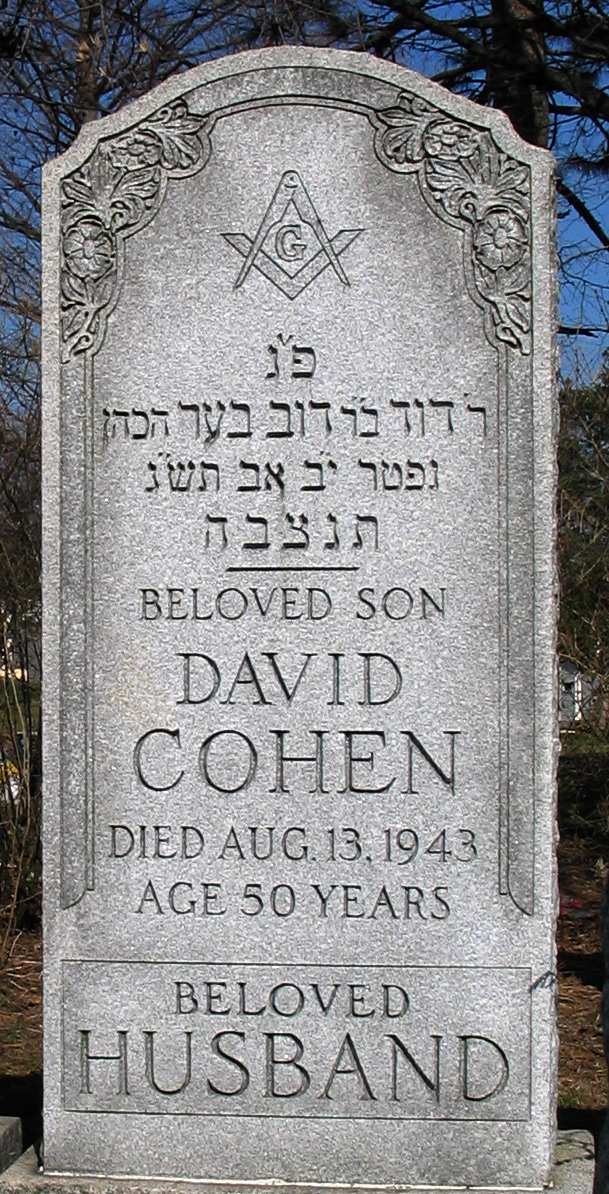 G
פ״נ
ר׳ דוד ב״ר דוב בער הכהן
נפטר י״ב אב תש״ג
תנצבה
BELOVED SON
DAVID
COHEN
DIED AUG. 13, 1943
AGE 50 YEARS
BELOVED
HUSBAND